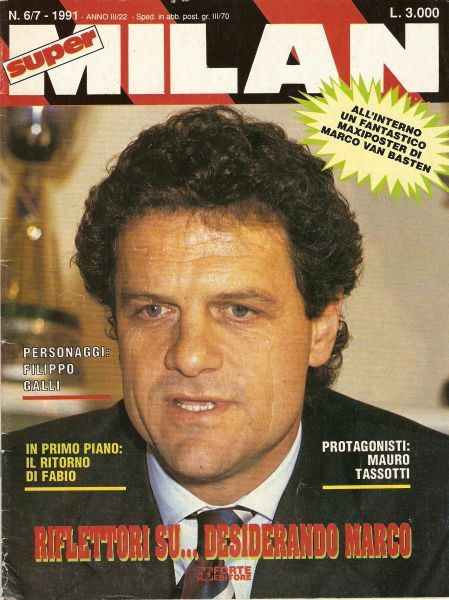 N. 6/7 - 1991 - ANNO III/22 - Sped. in abb. post. gr. III/70
L. 3.000
super
MILAN
ALL'INTERNO
UN FANTASTICO
MAXIPOSTER DI
MARCO VAN BASTEN
PERSONAGGI:
FILIPPO
GALLI
IN PRIMO PIANO:
IL RITORNO
DI FABIO
PROTAGONISTI:
MAURO
TASSOTTI
RIFLETTORI SU... DESIDERANDO MARCO
FORTE
EDITORE